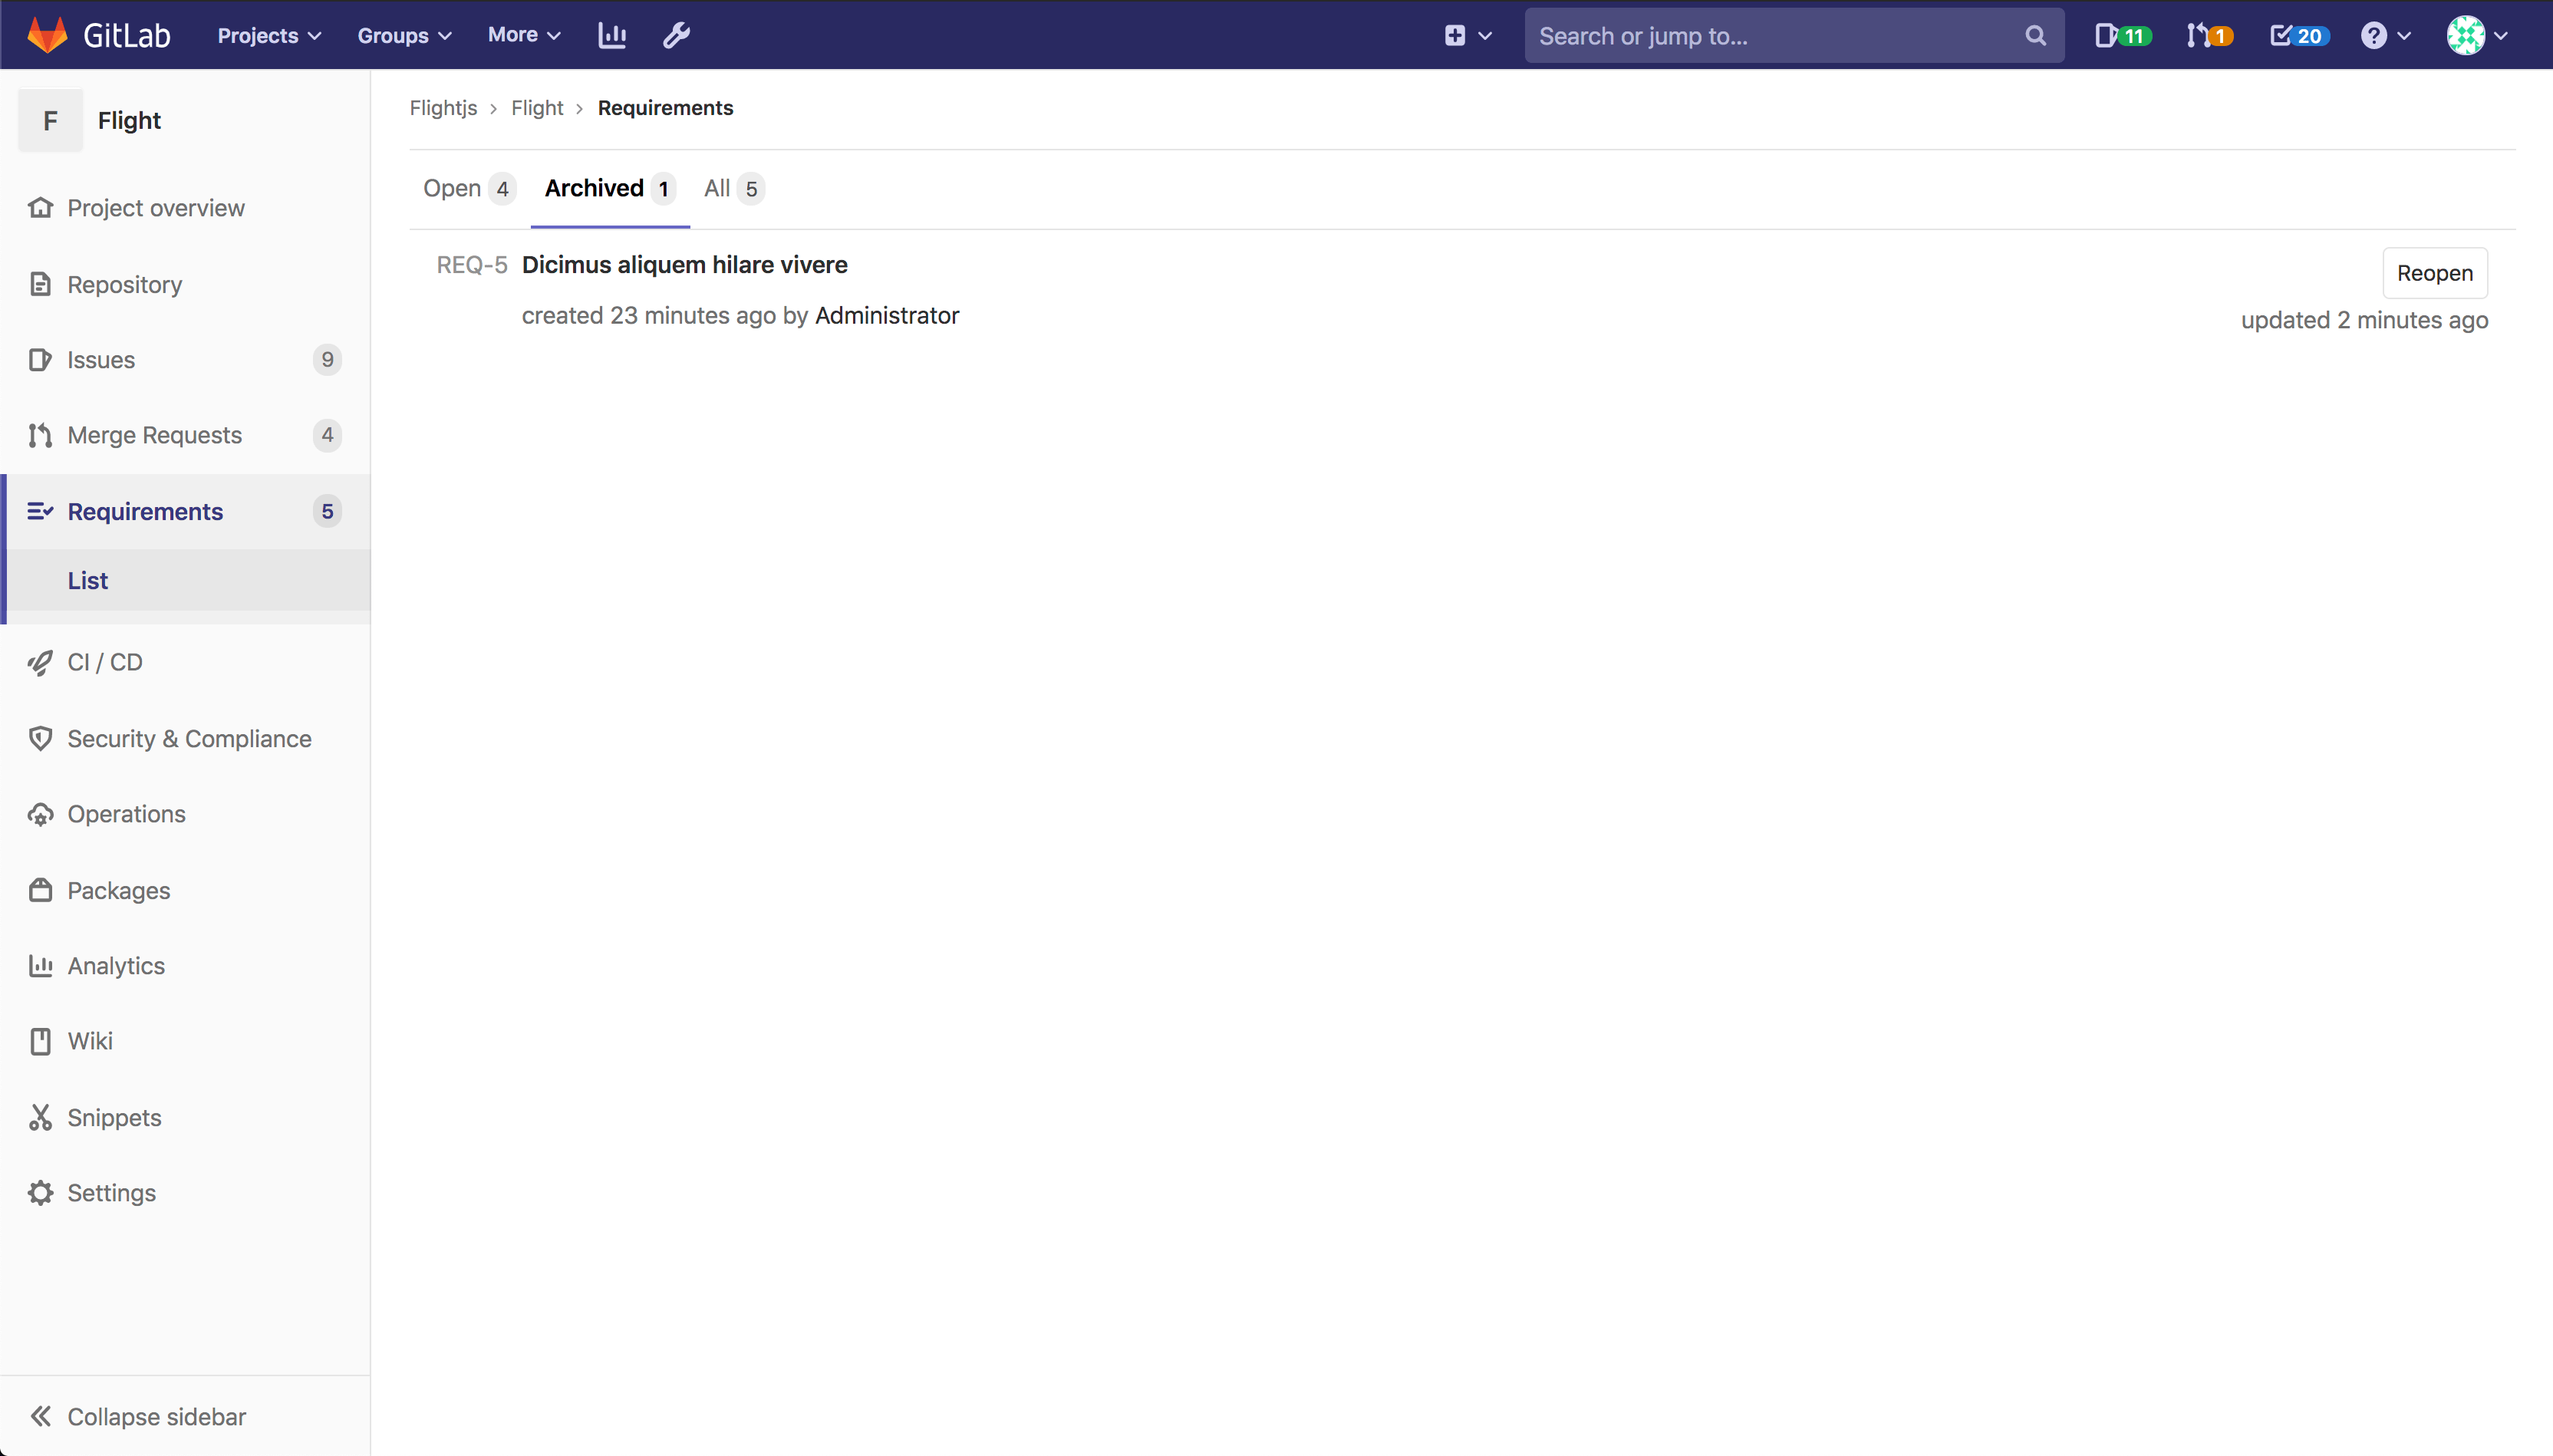 GitLab Projects Groups More Search or jump to... 11 1 20
F Flight
Flightjs › Flight › Requirements
Open 4 Archived 1 All 5
REQ-5 Dicimus aliquem hilare vivere
Reopen
created 23 minutes ago by Administrator
updated 2 minutes ago
Project overview
Repository
Issues 9
Merge Requests 4
Requirements 5
List
CI / CD
Security & Compliance
Operations
Packages
Analytics
Wiki
Snippets
Settings
Collapse sidebar